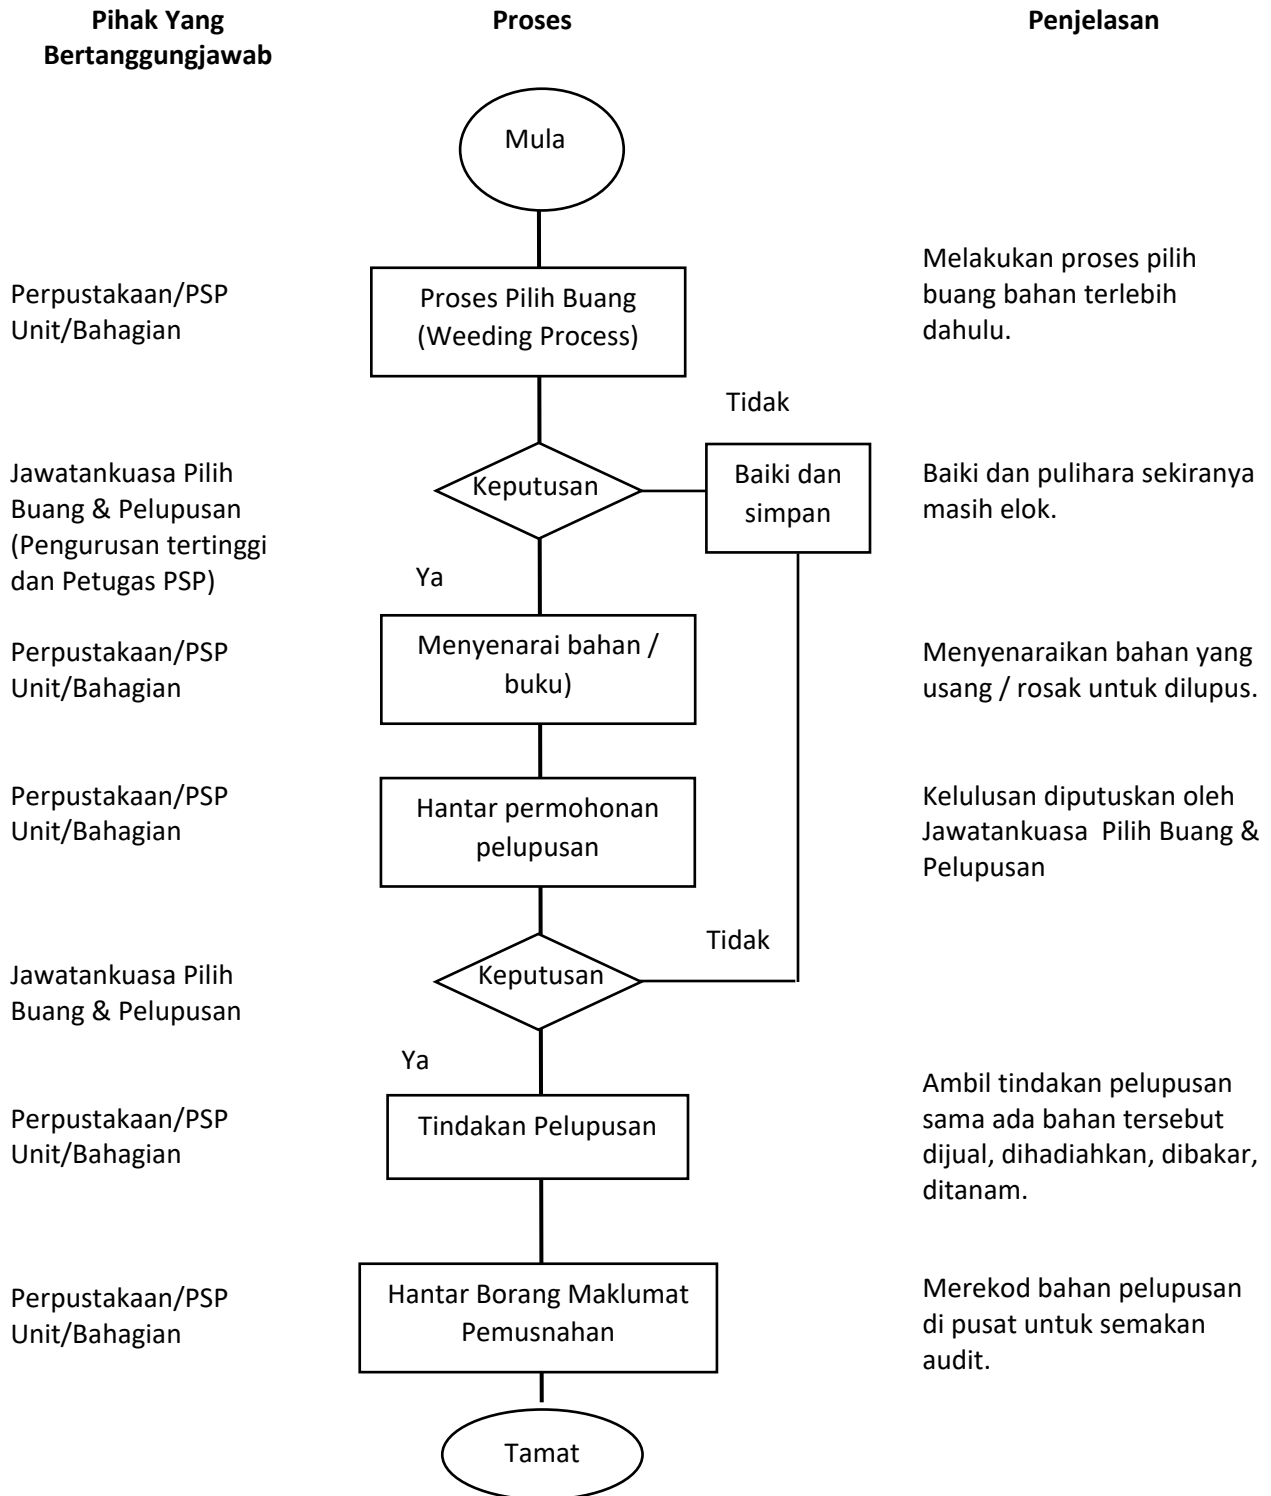 Pihak Yang
Bertanggungjawab
Proses
Penjelasan
Mula
Perpustakaan/PSP
Unit/Bahagian
Proses Pilih Buang
(Weeding Process)
Melakukan proses pilih
buang bahan terlebih
dahulu.
Tidak
Jawatankuasa Pilih
Buang & Pelupusan
(Pengurusan tertinggi
dan Petugas PSP)
Keputusan
Baiki dan
simpan
Baiki dan pulihara sekiranya
masih elok.
Ya
Perpustakaan/PSP
Unit/Bahagian
Menyenarai bahan /
buku)
Menyenaraikan bahan yang
usang / rosak untuk dilupus.
Perpustakaan/PSP
Unit/Bahagian
Hantar permohonan
pelupusan
Kelulusan diputuskan oleh
Jawatankuasa  Pilih Buang &
Pelupusan
Tidak
Jawatankuasa Pilih
Buang & Pelupusan
Keputusan
Ya
Perpustakaan/PSP
Unit/Bahagian
Tindakan Pelupusan
Ambil tindakan pelupusan
sama ada bahan tersebut
dijual, dihadiahkan, dibakar,
ditanam.
Perpustakaan/PSP
Unit/Bahagian
Hantar Borang Maklumat
Pemusnahan
Merekod bahan pelupusan
di pusat untuk semakan
audit.
Tamat